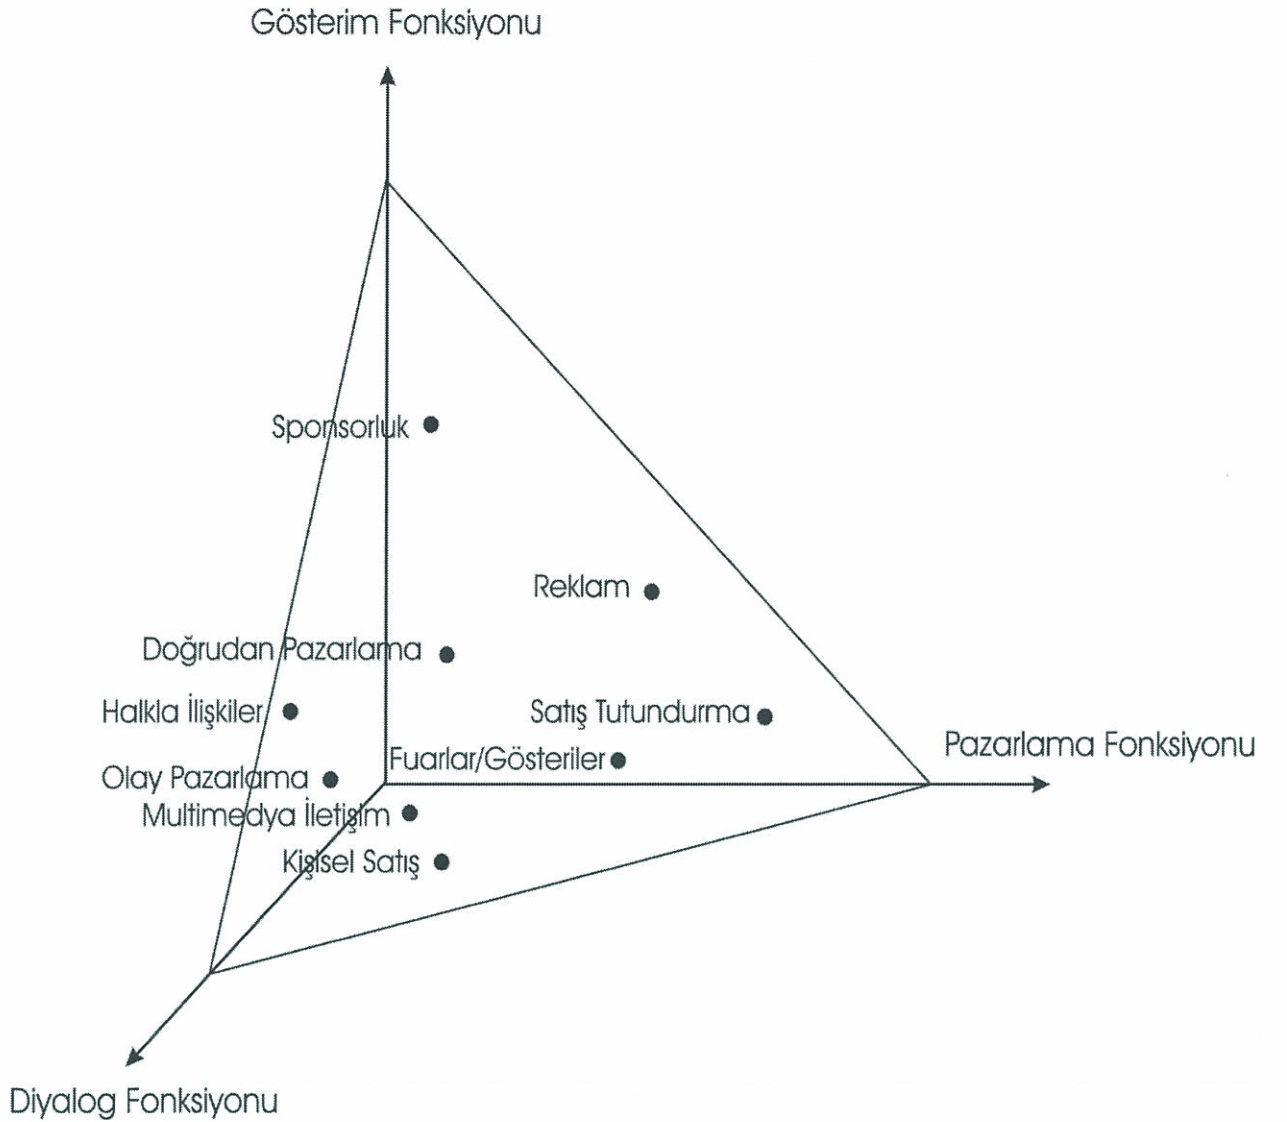 Gösterim Fonksiyonu
Sponsorluk
Reklam
Doğrudan Pazarlama
Halkla İlişkiler
Satış Tutundurma
Pazarlama Fonksiyonu
Fuarlar/Gösteriler
Olay Pazarlama
Multimedya İletişim
Kişisel Satış
Diyalog Fonksiyonu